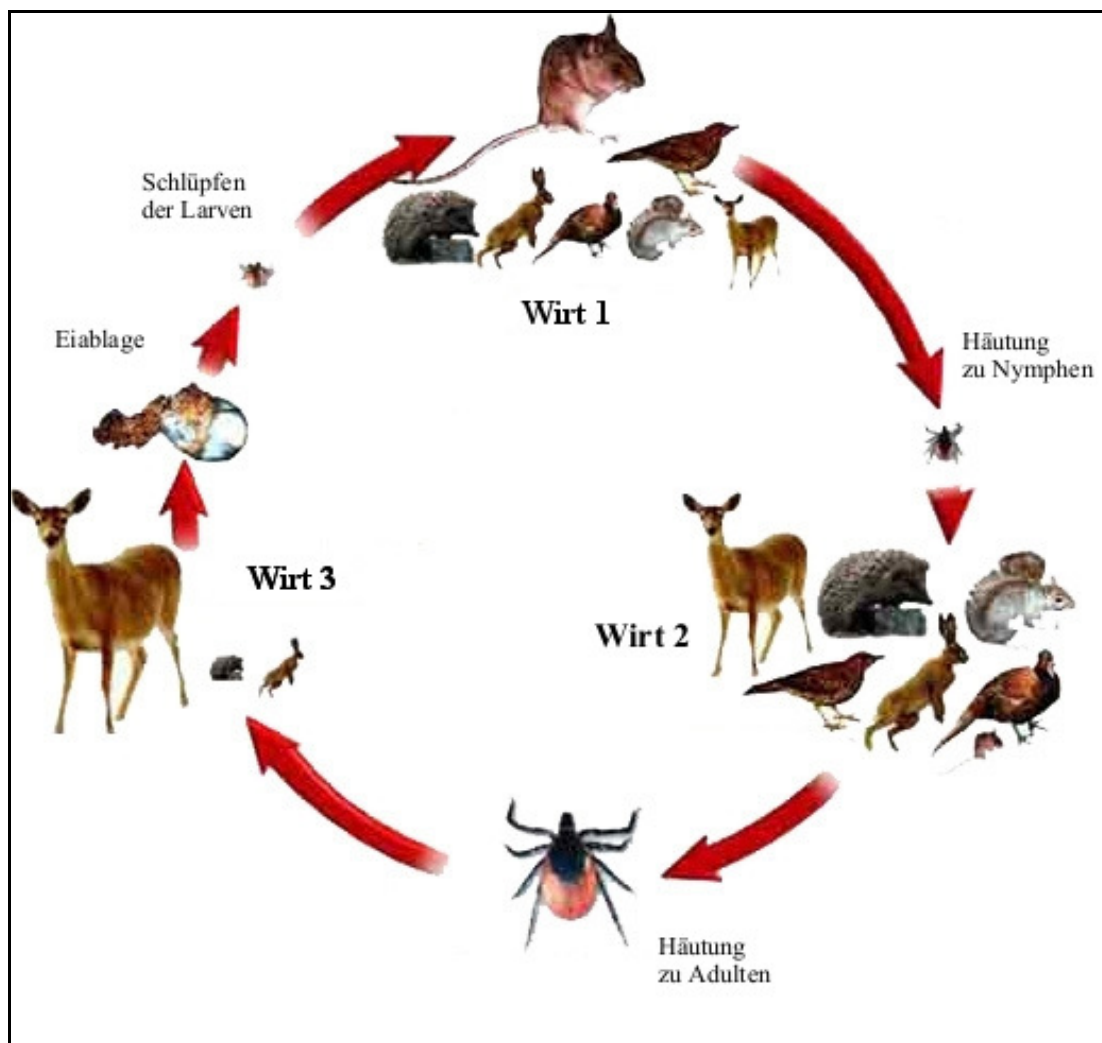 Schlüpfen
der Larven
Wirt 1
Häutung
zu Nymphen
Eiablage
Wirt 3
Wirt 2
Häutung
zu Adulten